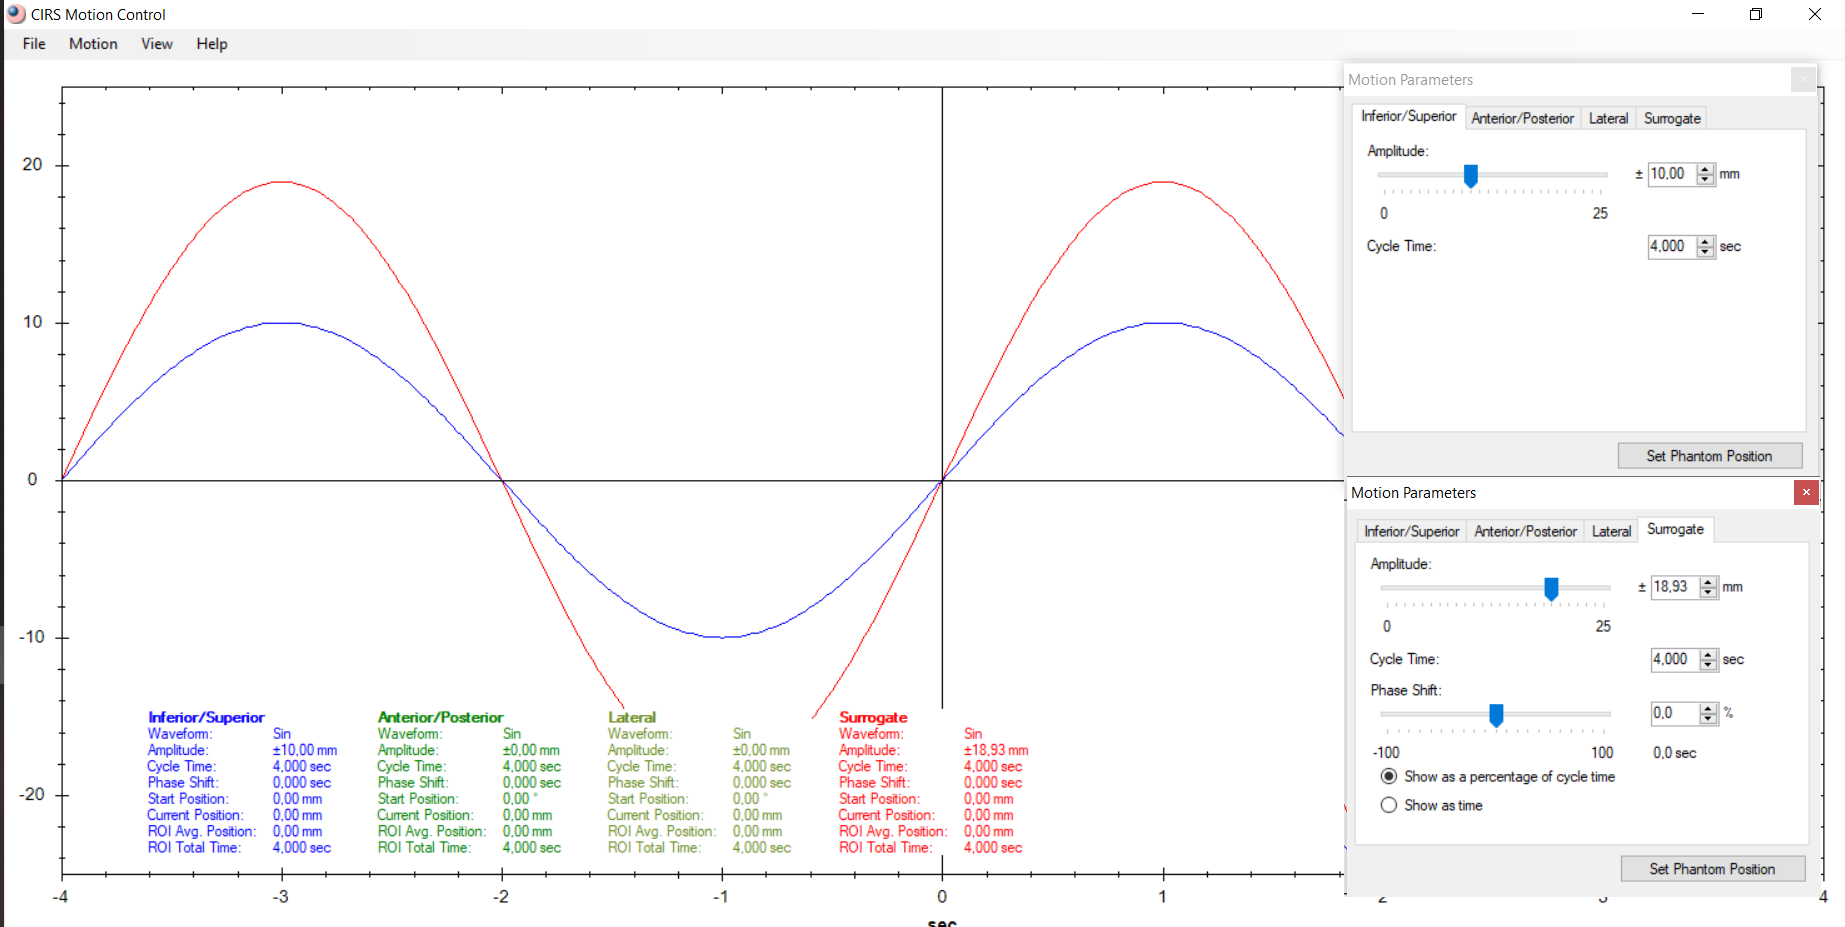 CIRS Motion Control
File Motion View Help
Motion Parameters
Inferior/Superior Anterior/Posterior Lateral Surrogate
Amplitude:
± 10,00 mm
0 25
Cycle Time: 4,000 sec
Set Phantom Position
Motion Parameters
Inferior/Superior Anterior/Posterior Lateral Surrogate
Amplitude:
± 18,93 mm
0 25
Cycle Time: 4,000 sec
Phase Shift:
0,0 %
-100 100 0,0 sec
Show as a percentage of cycle time
Show as time
Set Phantom Position
20
10
0
-10
-20
Inferior/Superior
Waveform: Sin
Amplitude: ±10,00 mm
Cycle Time: 4,000 sec
Phase Shift: 0,000 sec
Start Position: 0,00 mm
Current Position: 0,00 mm
ROI Avg. Position: 0,00 mm
ROI Total Time: 4,000 sec
Anterior/Posterior
Waveform: Sin
Amplitude: ±0,00 mm
Cycle Time: 4,000 sec
Phase Shift: 0,000 sec
Start Position: 0,00 °
Current Position: 0,00 mm
ROI Avg. Position: 0,00 mm
ROI Total Time: 4,000 sec
Lateral
Waveform: Sin
Amplitude: ±0,00 mm
Cycle Time: 4,000 sec
Phase Shift: 0,000 sec
Start Position: 0,00 °
Current Position: 0,00 mm
ROI Avg. Position: 0,00 mm
ROI Total Time: 4,000 sec
Surrogate
Waveform: Sin
Amplitude: ±18,93 mm
Cycle Time: 4,000 sec
Phase Shift: 0,000 sec
Start Position: 0,00 mm
Current Position: 0,00 mm
ROI Avg. Position: 0,00 mm
ROI Total Time: 4,000 sec
-4 -3 -2 -1 0 1 2 3 4
sec